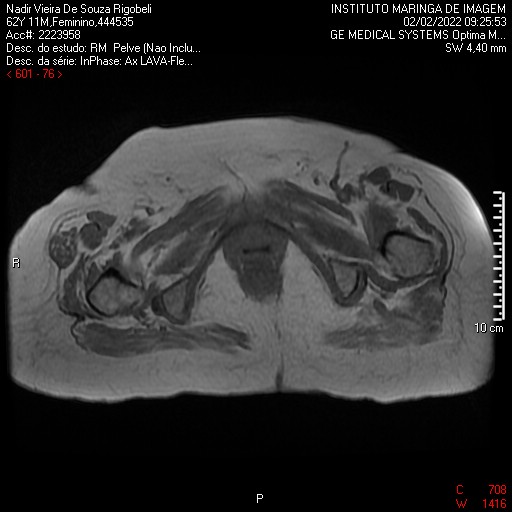 Nadir Vieira De Souza Rigobeli
62Y 11M,Feminino,444535
Acc#: 2223958
Desc. do estudo: RM Pelve (Nao Inclu...
Desc. da série: InPhase: Ax LAVA-Fle...
< 601 - 76 >
INSTITUTO MARINGA DE IMAGEM
02/02/2022 09:25:53
GE MEDICAL SYSTEMS Optima M...
SW 4,40 mm
R
10 cm
P
C 708
W 1416